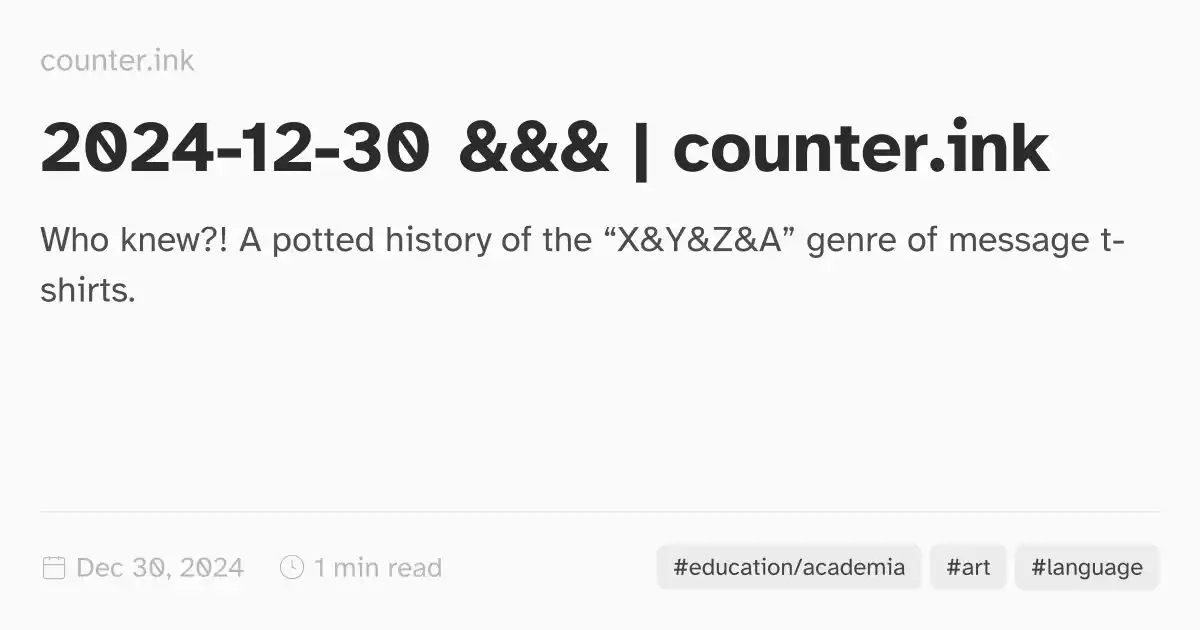 counter.ink
2024-12-30 &&& | counter.ink
Who knew?! A potted history of the “X&Y&Z&A” genre of message t-
shirts.
Dec 30, 2024 1 min read #education/academia #art #language